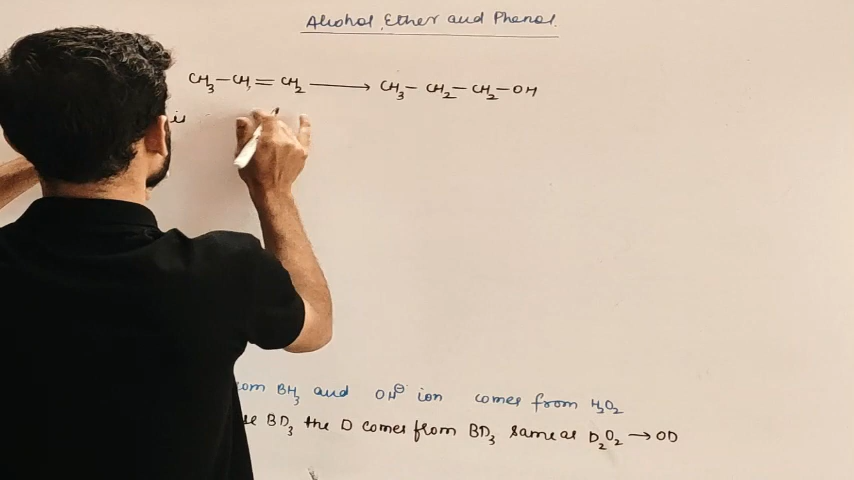 Alcohol, Ether and Phenol.
CH₃–CH=CH₂ ⟶ CH₃–CH₂–CH₂–OH
is
BH₃ and OH⊖ ion comes from H₂O₂
BD₃ the D comes from BD₃ same as D₂O₂ → OD